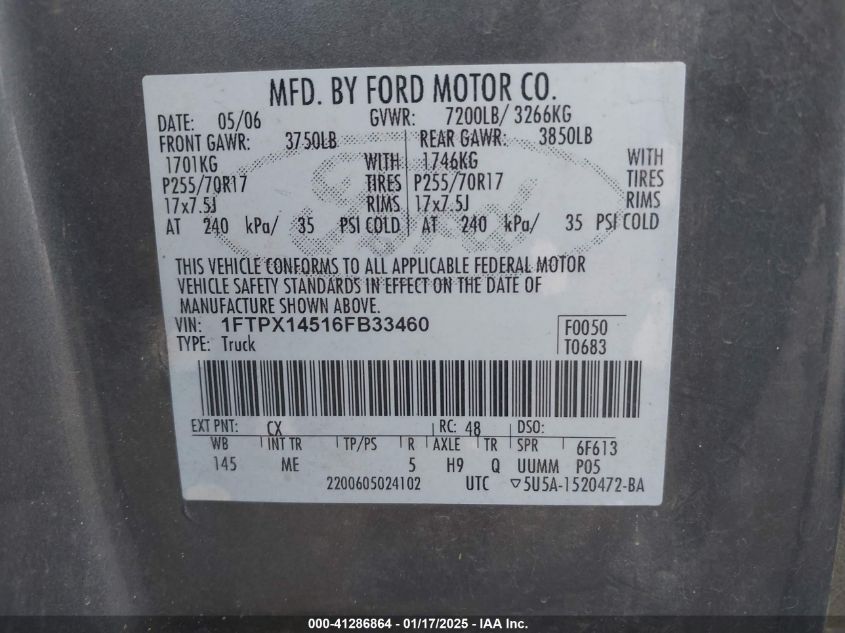 MFD. BY FORD MOTOR CO.
DATE: 05/06 GVWR: 7200LB/ 3266KG
FRONT GAWR: 3750LB REAR GAWR: 3850LB
1701KG WITH 1746KG WITH
P255/70R17 TIRES P255/70R17 TIRES
17x7.5J RIMS 17x7.5J RIMS
AT 240 kPa/ 35 PSI COLD AT 240 kPa/ 35 PSI COLD
Ford
THIS VEHICLE CONFORMS TO ALL APPLICABLE FEDERAL MOTOR
VEHICLE SAFETY STANDARDS IN EFFECT ON THE DATE OF
MANUFACTURE SHOWN ABOVE.
VIN: 1FTPX14516FB33460 F0050
TYPE: Truck T0683
EXT PNT: CX RC: 48 DSO:
WB INT TR TP/PS R AXLE TR SPR 6F613
145 ME 5 H9 Q UUMM P05
2200605024102 UTC ▽5U5A-1520472-BA
000-41286864 - 01/17/2025 - IAA Inc.